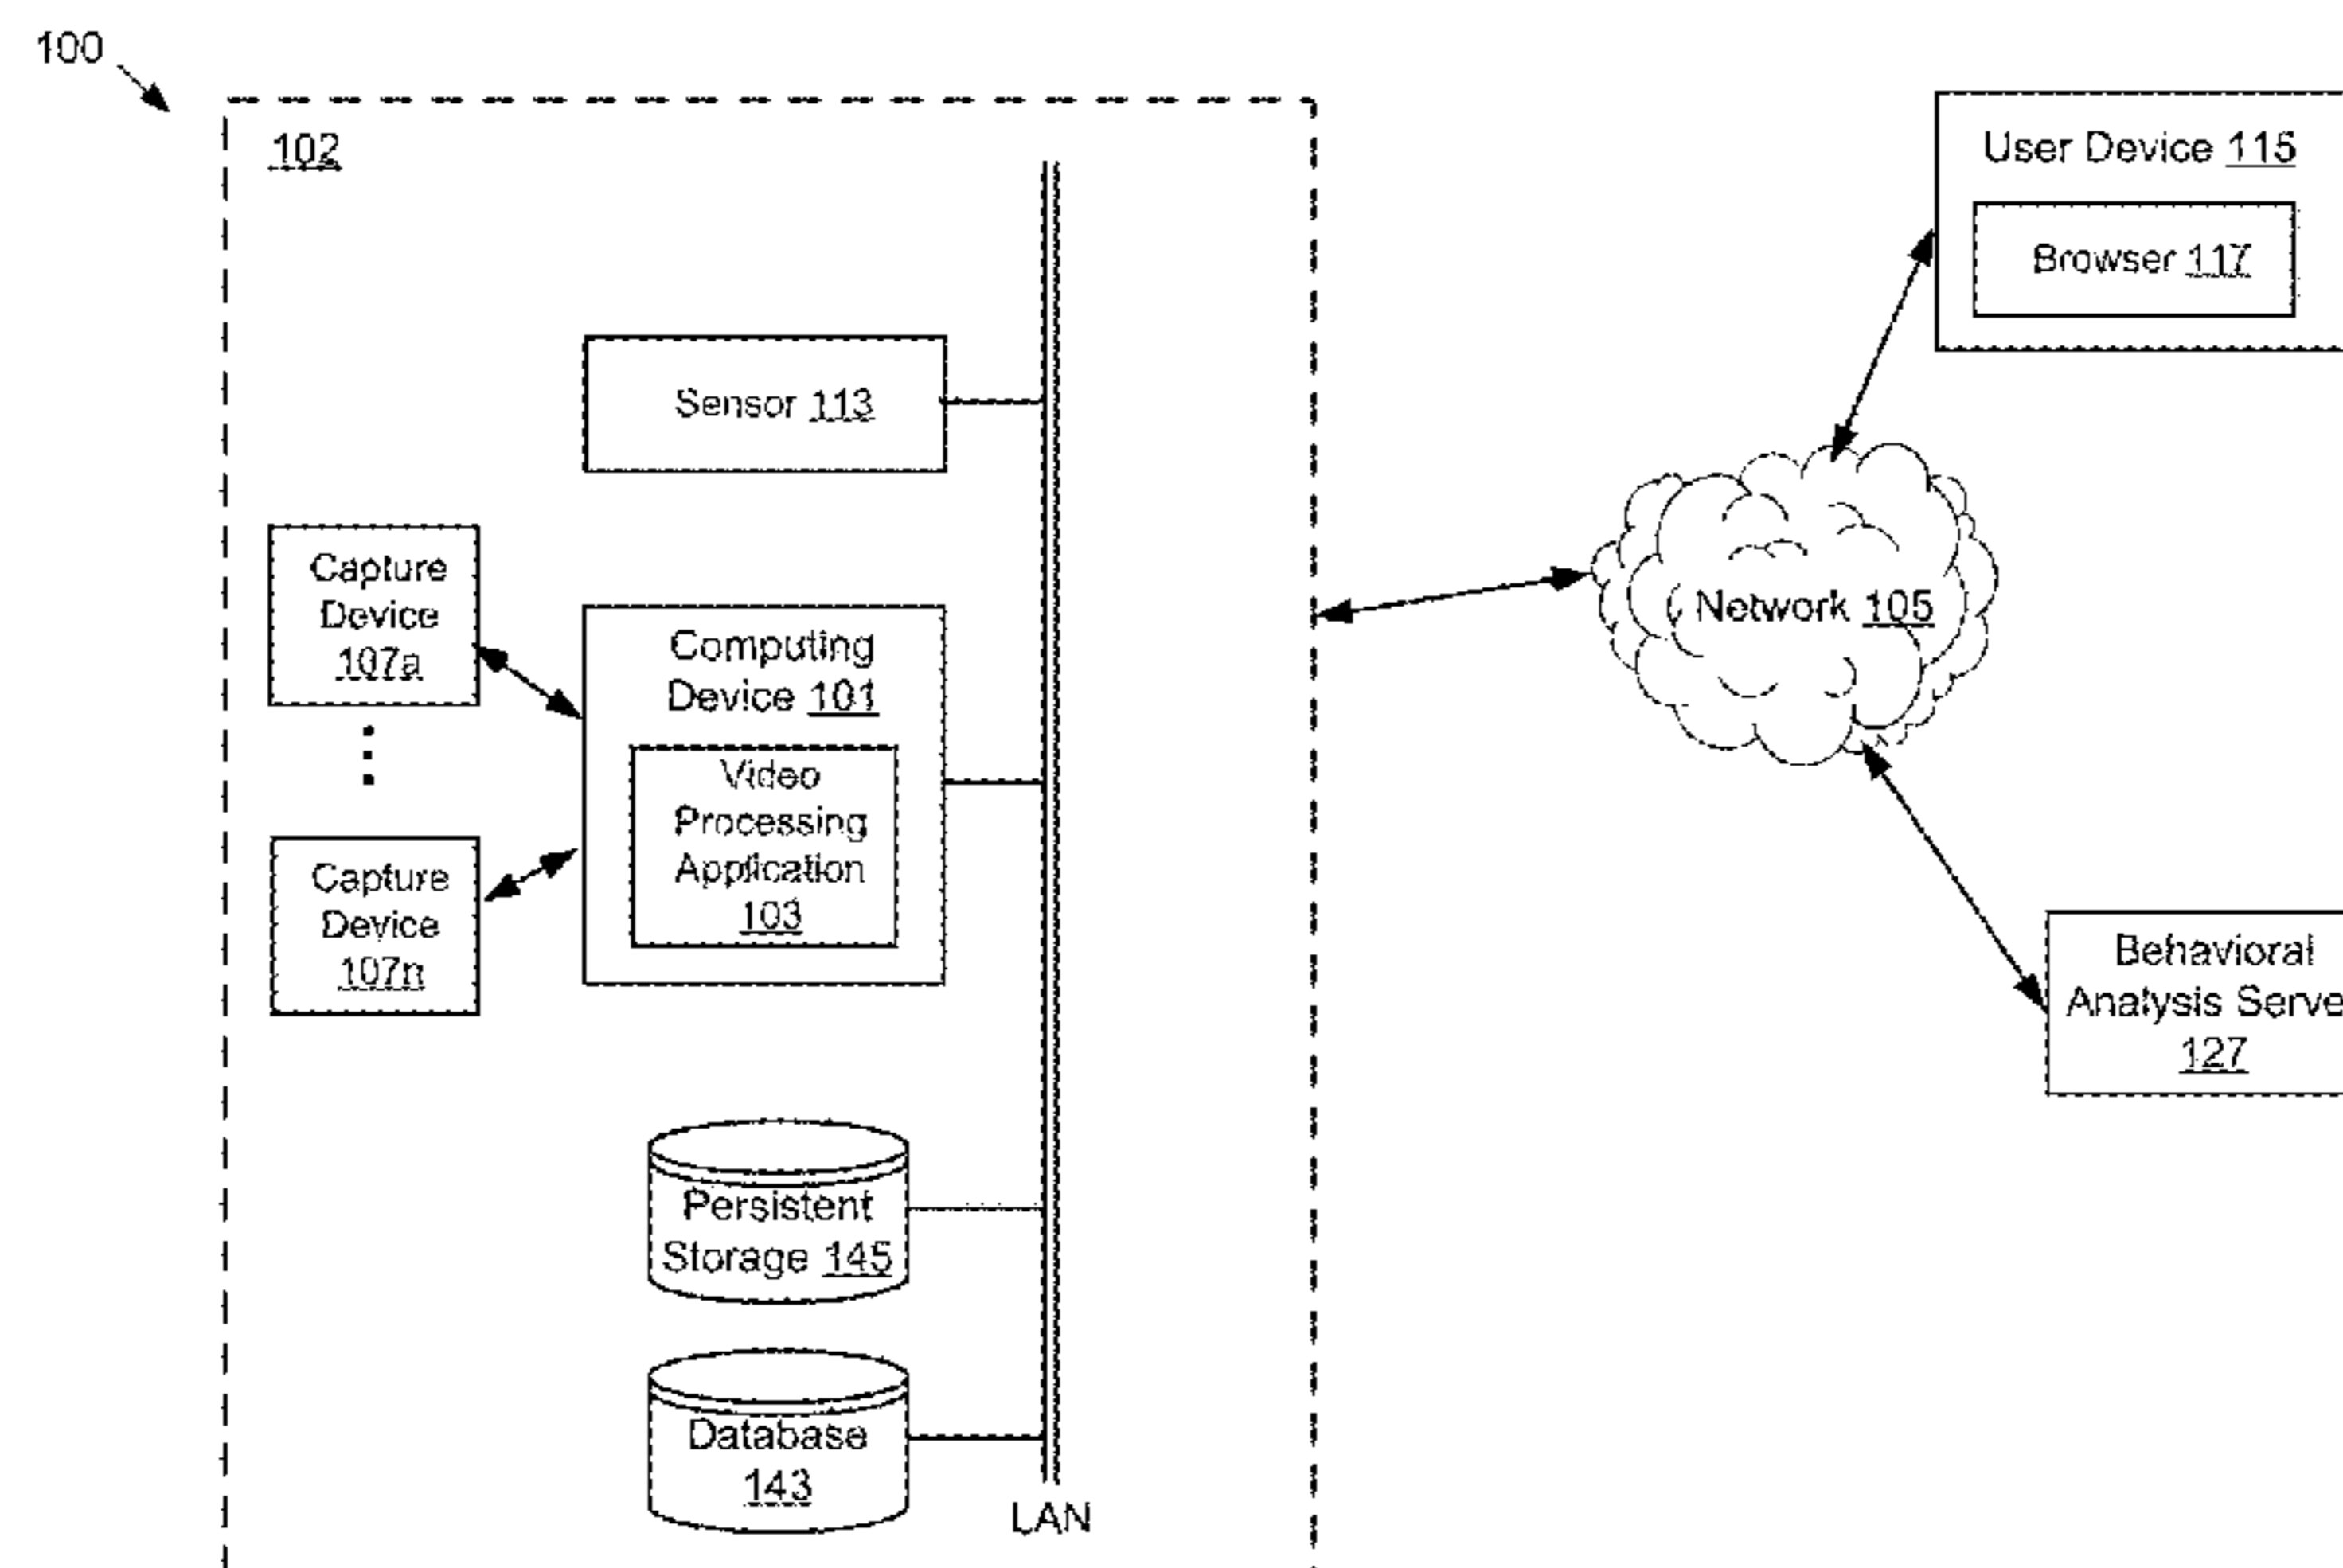 100
102
User Device 115
Browser 117
Sensor 113
Capture
Device
107a
Computing
Device 101
Video
Processing
Application
103
Network 105
Capture
Device
107n
Behavioral
Analysis Serve
127
Persistent
Storage 145
Database
143
LAN